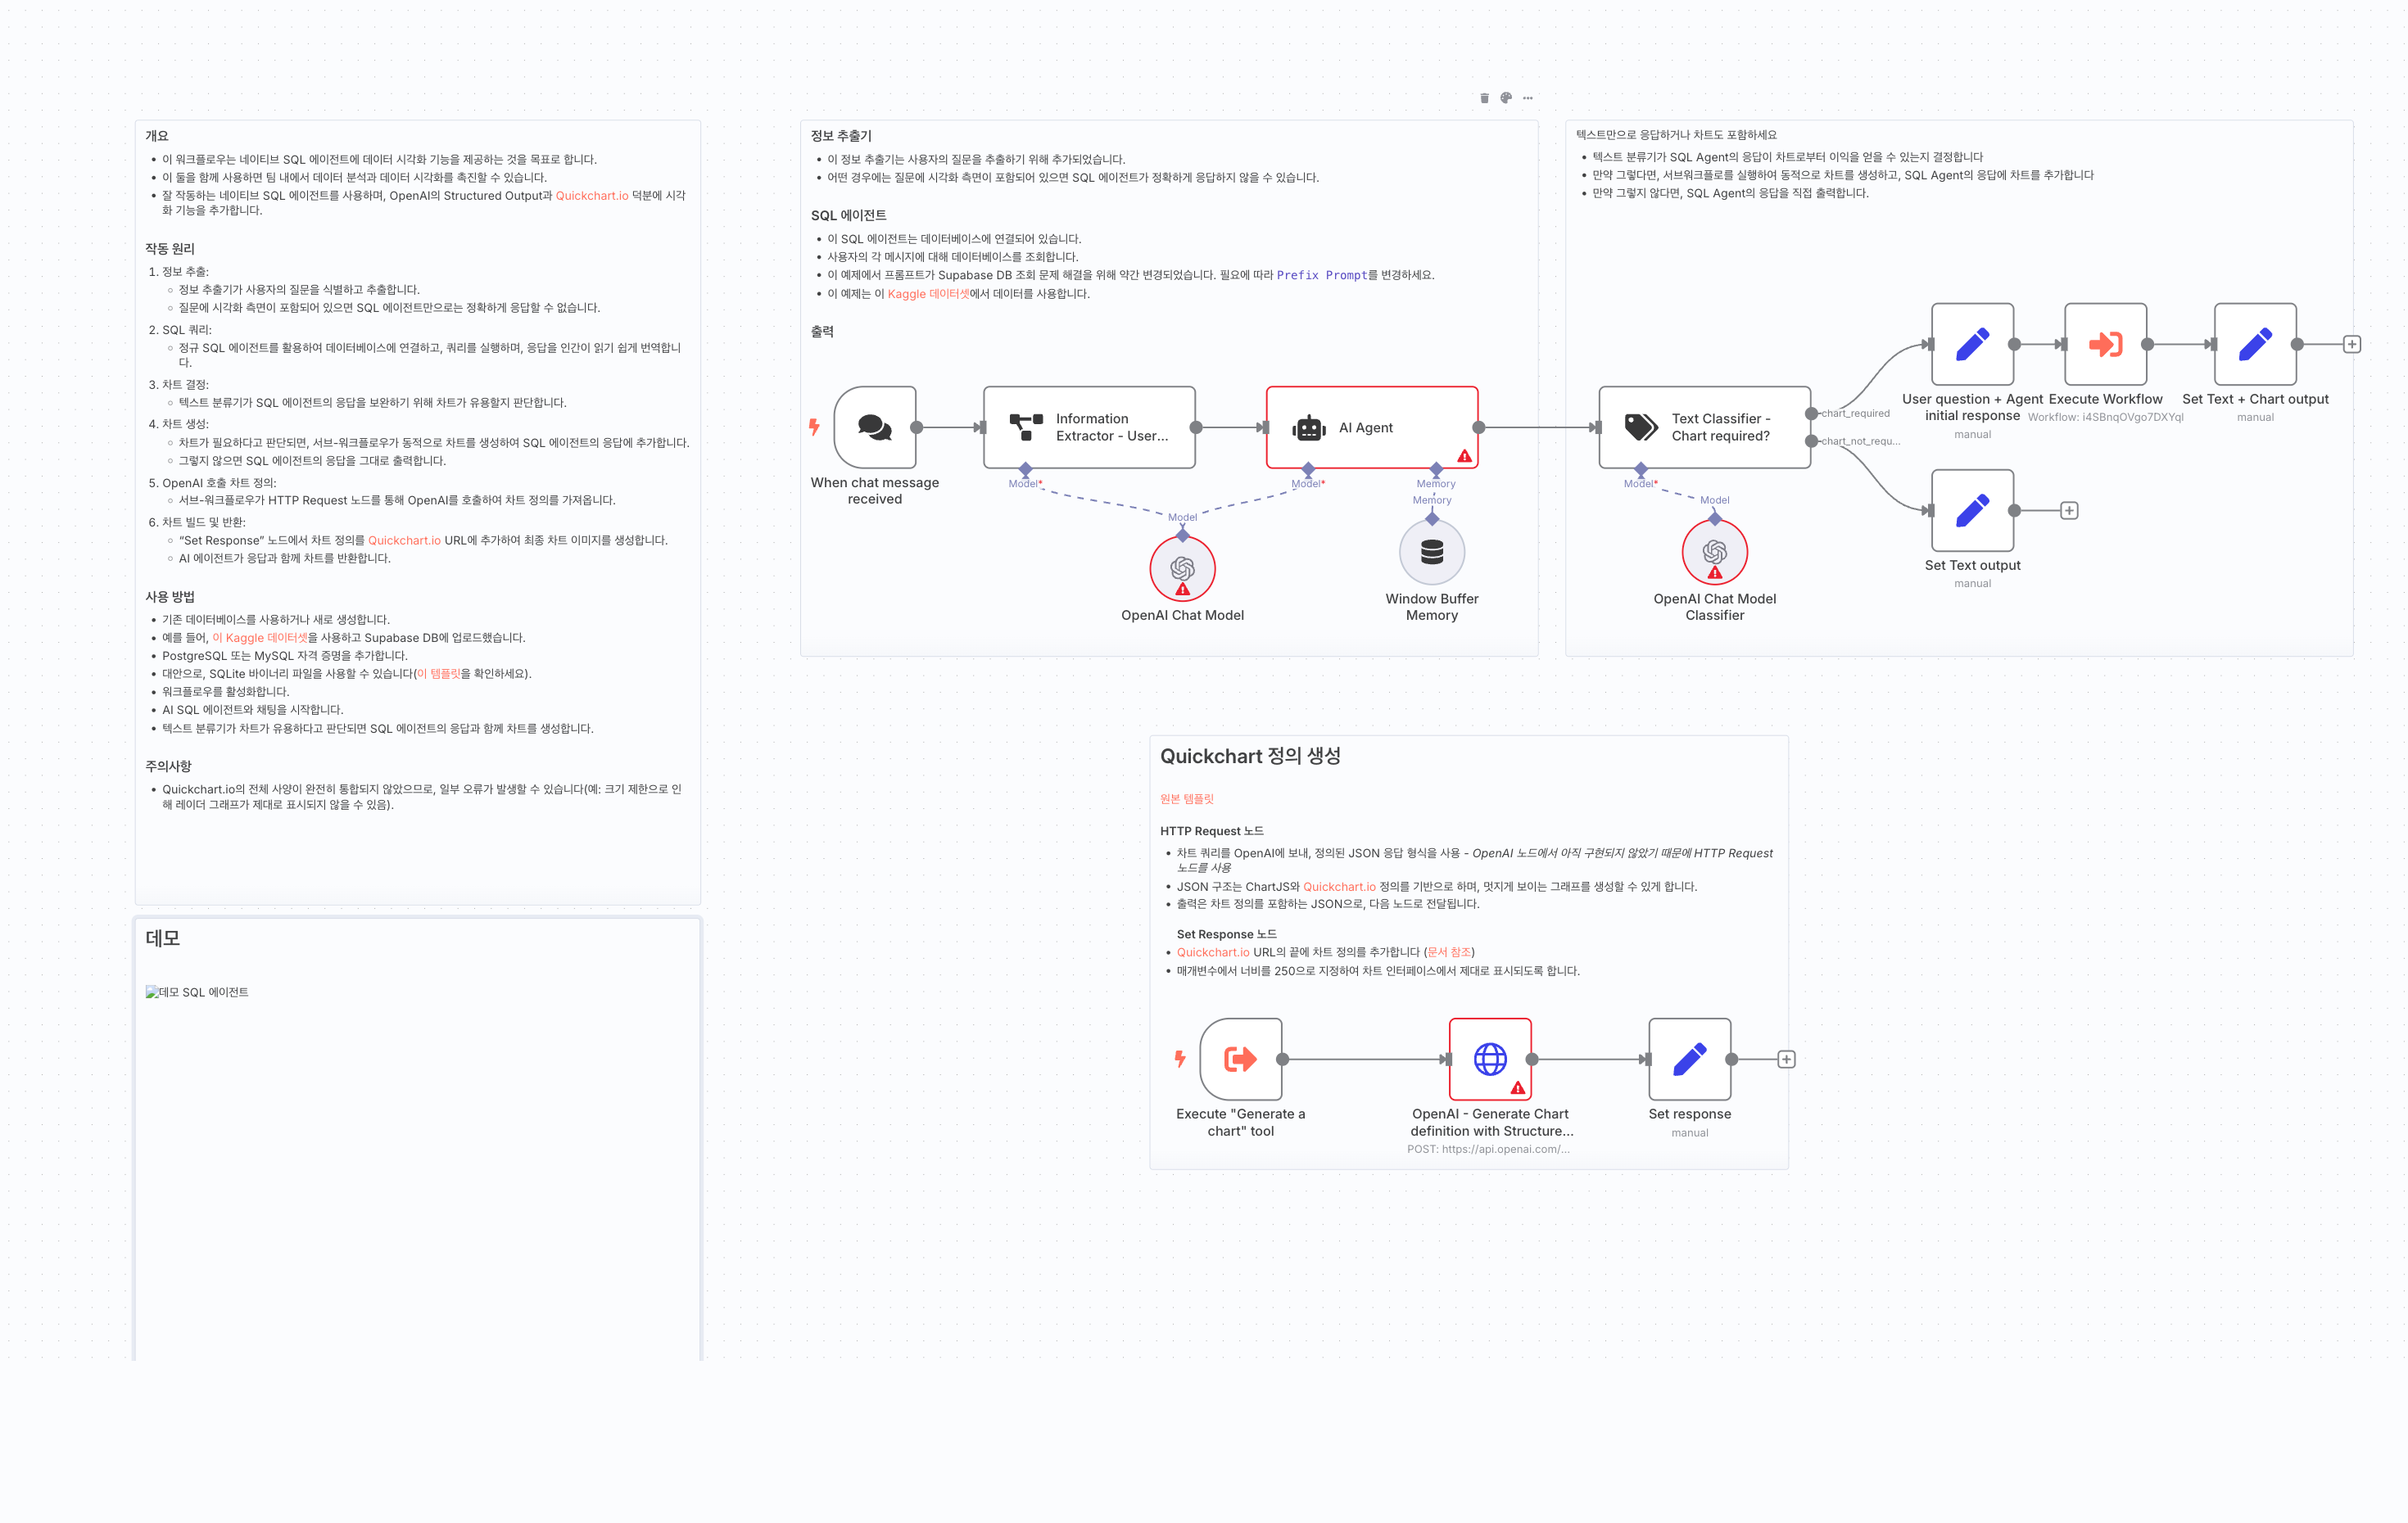 개요
이 워크플로우는 네이티브 SQL 에이전트에 데이터 시각화 기능을 제공하는 것을 목표로 합니다.
이 둘을 함께 사용하면 팀 내에서 데이터 분석과 데이터 시각화를 촉진할 수 있습니다.
잘 작동하는 네이티브 SQL 에이전트를 사용하며, OpenAI의 Structured Output과 Quickchart.io 덕분에 시각
화 기능을 추가합니다.
작동 원리
1. 정보 추출:
정보 추출기가 사용자의 질문을 식별하고 추출합니다.
질문에 시각화 측면이 포함되어 있으면 SQL 에이전트만으로는 정확하게 응답할 수 없습니다.
2. SQL 쿼리:
정규 SQL 에이전트를 활용하여 데이터베이스에 연결하고, 쿼리를 실행하며, 응답을 인간이 읽기 쉽게 번역합니
다.
3. 차트 결정:
텍스트 분류기가 SQL 에이전트의 응답을 보완하기 위해 차트가 유용할지 판단합니다.
4. 차트 생성:
차트가 필요하다고 판단되면, 서브-워크플로우가 동적으로 차트를 생성하여 SQL 에이전트의 응답에 추가합니다.
그렇지 않으면 SQL 에이전트의 응답을 그대로 출력합니다.
5. OpenAI 호출 차트 정의:
서브-워크플로우가 HTTP Request 노드를 통해 OpenAI를 호출하여 차트 정의를 가져옵니다.
6. 차트 빌드 및 반환:
“Set Response” 노드에서 차트 정의를 Quickchart.io URL에 추가하여 최종 차트 이미지를 생성합니다.
AI 에이전트가 응답과 함께 차트를 반환합니다.
사용 방법
기존 데이터베이스를 사용하거나 새로 생성합니다.
예를 들어, 이 Kaggle 데이터셋을 사용하고 Supabase DB에 업로드했습니다.
PostgreSQL 또는 MySQL 자격 증명을 추가합니다.
대안으로, SQLite 바이너리 파일을 사용할 수 있습니다(이 템플릿을 확인하세요).
워크플로우를 활성화합니다.
AI SQL 에이전트와 채팅을 시작합니다.
텍스트 분류기가 차트가 유용하다고 판단되면 SQL 에이전트의 응답과 함께 차트를 생성합니다.
주의사항
Quickchart.io의 전체 사양이 완전히 통합되지 않았으므로, 일부 오류가 발생할 수 있습니다(예: 크기 제한으로 인
해 레이더 그래프가 제대로 표시되지 않을 수 있음).
데모
데모 SQL 에이전트
정보 추출기
이 정보 추출기는 사용자의 질문을 추출하기 위해 추가되었습니다.
어떤 경우에는 질문에 시각화 측면이 포함되어 있으면 SQL 에이전트가 정확하게 응답하지 않을 수 있습니다.
SQL 에이전트
이 SQL 에이전트는 데이터베이스에 연결되어 있습니다.
사용자의 각 메시지에 대해 데이터베이스를 조회합니다.
이 예제에서 프롬프트가 Supabase DB 조회 문제 해결을 위해 약간 변경되었습니다. 필요에 따라 Prefix Prompt를 변경하세요.
이 예제는 이 Kaggle 데이터셋에서 데이터를 사용합니다.
출력
When chat message
received
Information
Extractor - User...
Model*
AI Agent
Model*
Memory
Memory
Model
OpenAI Chat Model
Window Buffer
Memory
텍스트만으로 응답하거나 차트도 포함하세요
텍스트 분류기가 SQL Agent의 응답이 차트로부터 이익을 얻을 수 있는지 결정합니다
만약 그렇다면, 서브워크플로를 실행하여 동적으로 차트를 생성하고, SQL Agent의 응답에 차트를 추가합니다
만약 그렇지 않다면, SQL Agent의 응답을 직접 출력합니다.
Text Classifier -
Chart required?
chart_required
chart_not_requ...
Model*
Model
OpenAI Chat Model
Classifier
User question + Agent
initial response
manual
Execute Workflow
Workflow: i4SBnqOVgo7DXYqI
Set Text + Chart output
manual
Set Text output
manual
Quickchart 정의 생성
원본 템플릿
HTTP Request 노드
차트 쿼리를 OpenAI에 보내, 정의된 JSON 응답 형식을 사용 - OpenAI 노드에서 아직 구현되지 않았기 때문에 HTTP Request
노드를 사용
JSON 구조는 ChartJS와 Quickchart.io 정의를 기반으로 하며, 멋지게 보이는 그래프를 생성할 수 있게 합니다.
출력은 차트 정의를 포함하는 JSON으로, 다음 노드로 전달됩니다.
Set Response 노드
Quickchart.io URL의 끝에 차트 정의를 추가합니다 (문서 참조)
매개변수에서 너비를 250으로 지정하여 차트 인터페이스에서 제대로 표시되도록 합니다.
Execute "Generate a
chart" tool
OpenAI - Generate Chart
definition with Structure...
POST: https://api.openai.com/...
Set response
manual